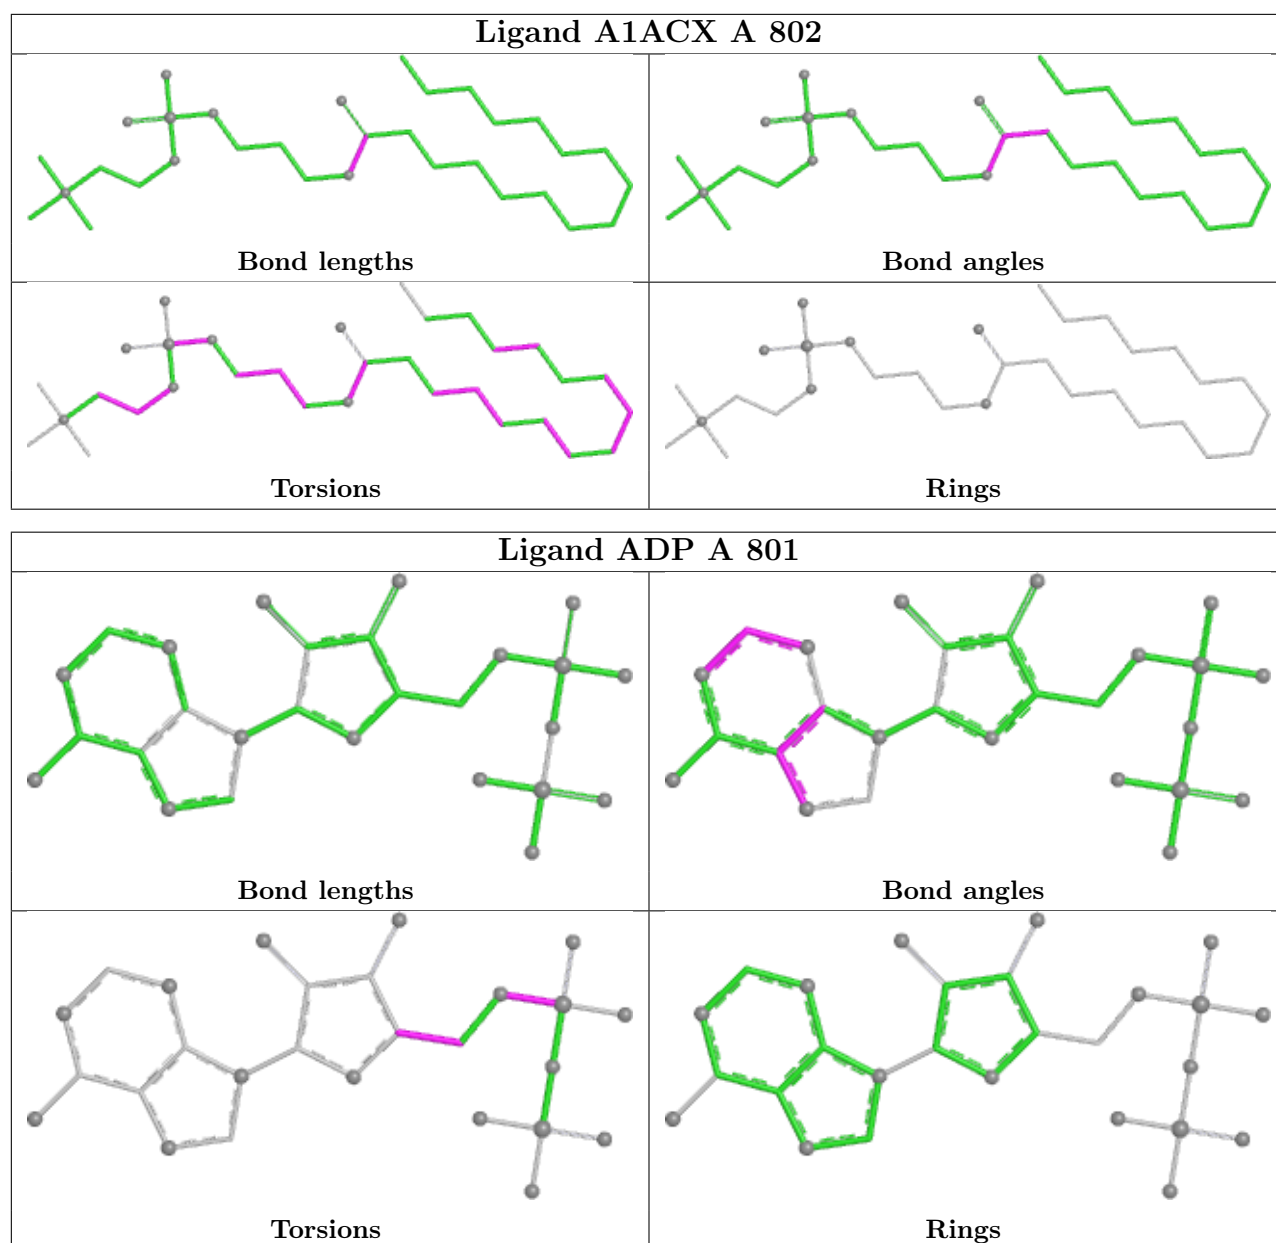 Ligand A1ACX A 802
Bond lengths
Bond angles
Torsions
Rings
Ligand ADP A 801
Bond lengths
Bond angles
Torsions
Rings